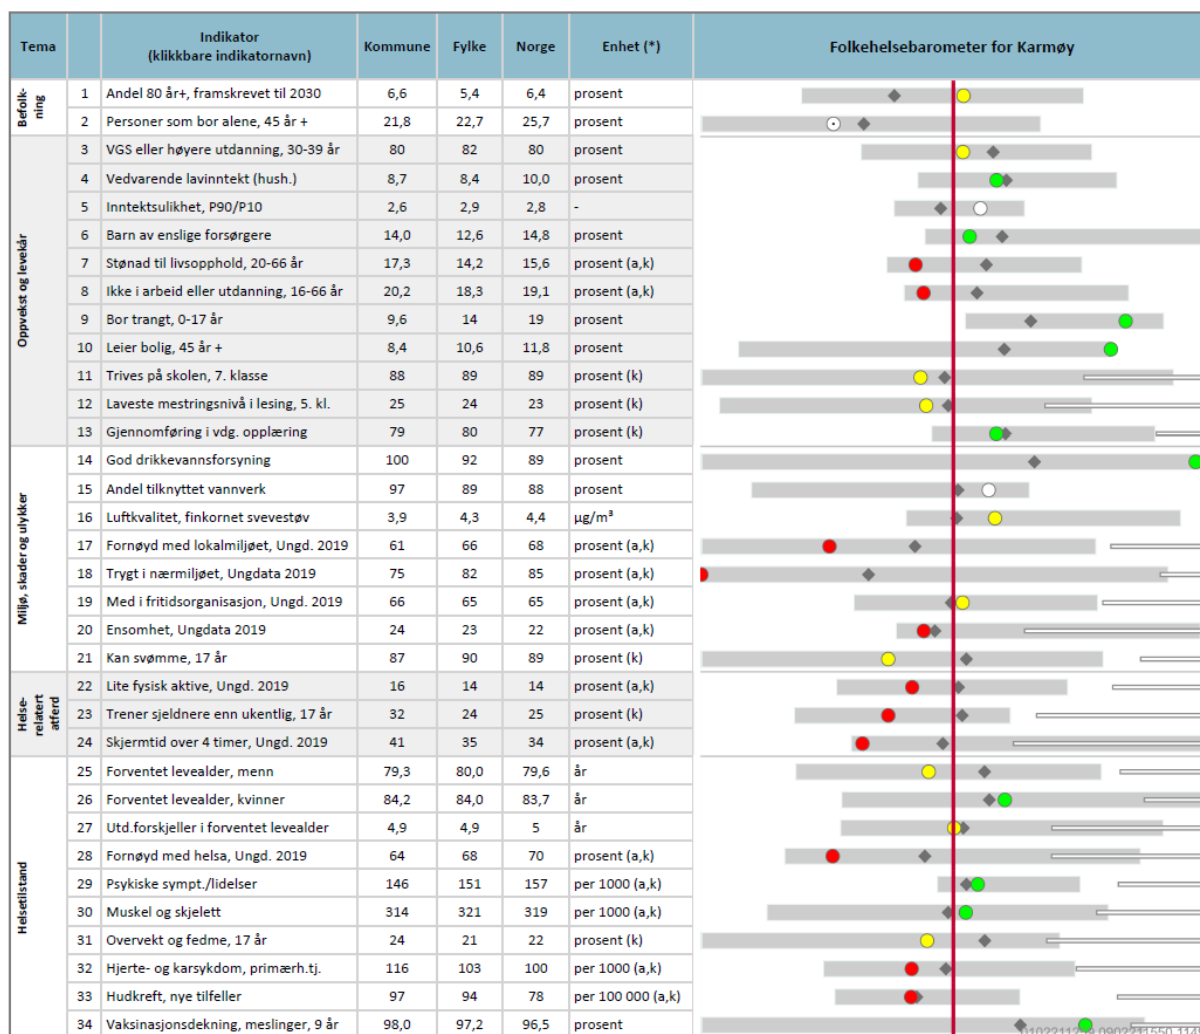 Tema Indikator (klikkbare indikatornavn) Kommune Fylke Norge Enhet (*) Folkehelsebarometer for Karmøy
Befolk-
ning
1 Andel 80 år+, framskrevet til 2030 6,6 5,4 6,4 prosent
2 Personer som bor alene, 45 år + 21,8 22,7 25,7 prosent
Oppvekst og levekår
3 VGS eller høyere utdanning, 30-39 år 80 82 80 prosent
4 Vedvarende lavinntekt (hush.) 8,7 8,4 10,0 prosent
5 Inntektsulikhet, P90/P10 2,6 2,9 2,8 -
6 Barn av enslige forsørgere 14,0 12,6 14,8 prosent
7 Stønad til livsopphold, 20-66 år 17,3 14,2 15,6 prosent (a,k)
8 Ikke i arbeid eller utdanning, 16-66 år 20,2 18,3 19,1 prosent (a,k)
9 Bor trangt, 0-17 år 9,6 14 19 prosent
10 Leier bolig, 45 år + 8,4 10,6 11,8 prosent
11 Trives på skolen, 7. klasse 88 89 89 prosent (k)
12 Laveste mestringsnivå i lesing, 5. kl. 25 24 23 prosent (k)
13 Gjennomføring i vdg. opplæring 79 80 77 prosent (k)
Miljø, skader og ulykker
14 God drikkevannsforsyning 100 92 89 prosent
15 Andel tilknyttet vannverk 97 89 88 prosent
16 Luftkvalitet, finkornet svevestøv 3,9 4,3 4,4 µg/m³
17 Fornøyd med lokalmiljøet, Ungd. 2019 61 66 68 prosent (a,k)
18 Trygt i nærmiljøet, Ungdata 2019 75 82 85 prosent (a,k)
19 Med i fritidsorganisasjon, Ungd. 2019 66 65 65 prosent (a,k)
20 Ensomhet, Ungdata 2019 24 23 22 prosent (a,k)
21 Kan svømme, 17 år 87 90 89 prosent (k)
Helse-
relatert
atferd
22 Lite fysisk aktive, Ungd. 2019 16 14 14 prosent (a,k)
23 Trener sjeldnere enn ukentlig, 17 år 32 24 25 prosent (k)
24 Skjermtid over 4 timer, Ungd. 2019 41 35 34 prosent (a,k)
Helsetilstand
25 Forventet levealder, menn 79,3 80,0 79,6 år
26 Forventet levealder, kvinner 84,2 84,0 83,7 år
27 Utd.forskjeller i forventet levealder 4,9 4,9 5 år
28 Fornøyd med helsa, Ungd. 2019 64 68 70 prosent (a,k)
29 Psykiske sympt./lidelser 146 151 157 per 1000 (a,k)
30 Muskel og skjelett 314 321 319 per 1000 (a,k)
31 Overvekt og fedme, 17 år 24 21 22 prosent (k)
32 Hjerte- og karsykdom, primærh.tj. 116 103 100 per 1000 (a,k)
33 Hudkreft, nye tilfeller 97 94 78 per 100 000 (a,k)
34 Vaksinasjonsdekning, meslinger, 9 år 98,0 97,2 96,5 prosent